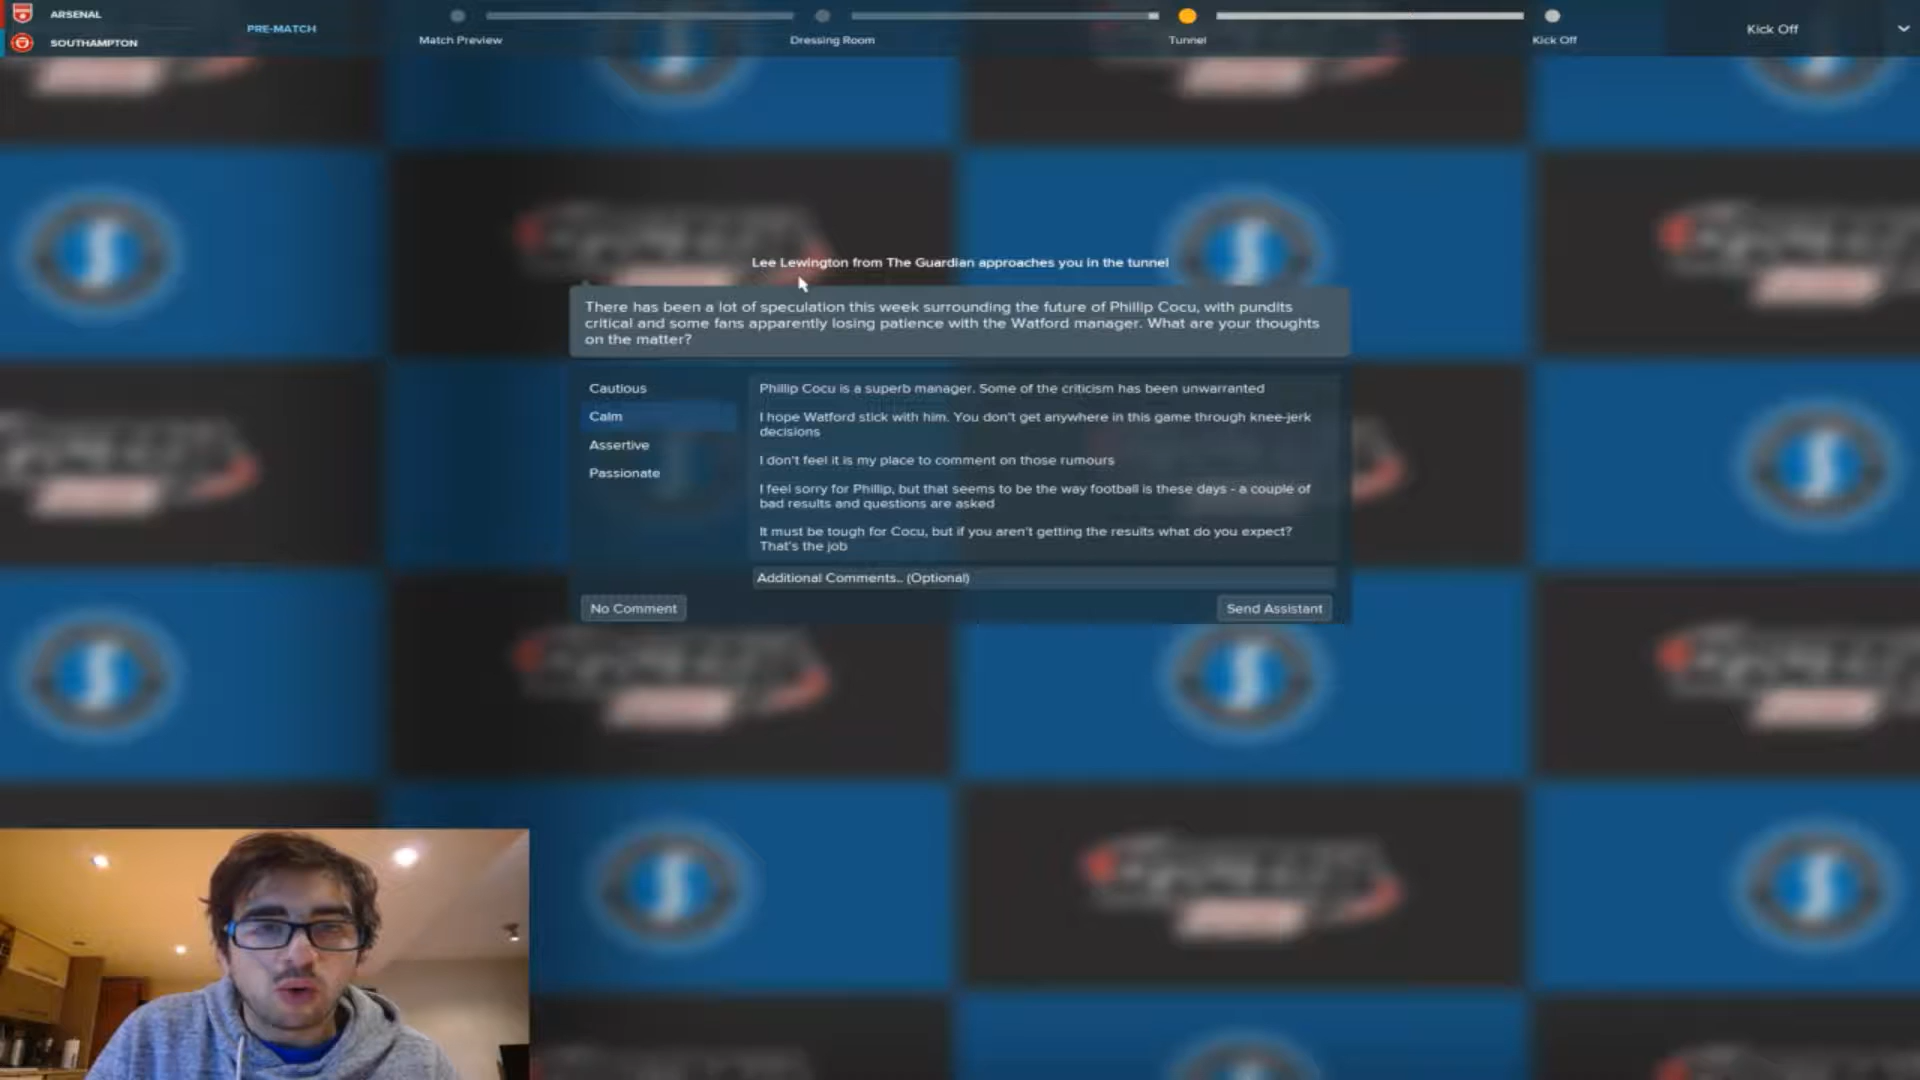 ARSENAL
SOUTHAMPTON
PRE-MATCH
Match Preview
Dressing Room
Tunnel
Kick Off
Kick Off
Lee Lewington from The Guardian approaches you in the tunnel
There has been a lot of speculation this week surrounding the future of Phillip Cocu, with pundits
critical and some fans apparently losing patience with the Watford manager. What are your thoughts
on the matter?
Cautious
Calm
Assertive
Passionate
Phillip Cocu is a superb manager. Some of the criticism has been unwarranted
I hope Watford stick with him. You don't get anywhere in this game through knee-jerk
decisions
I don't feel it is my place to comment on those rumours
I feel sorry for Phillip, but that seems to be the way football is these days - a couple of
bad results and questions are asked
It must be tough for Cocu, but if you aren't getting the results what do you expect?
That's the job
Additional Comments.. (Optional)
No Comment
Send Assistant